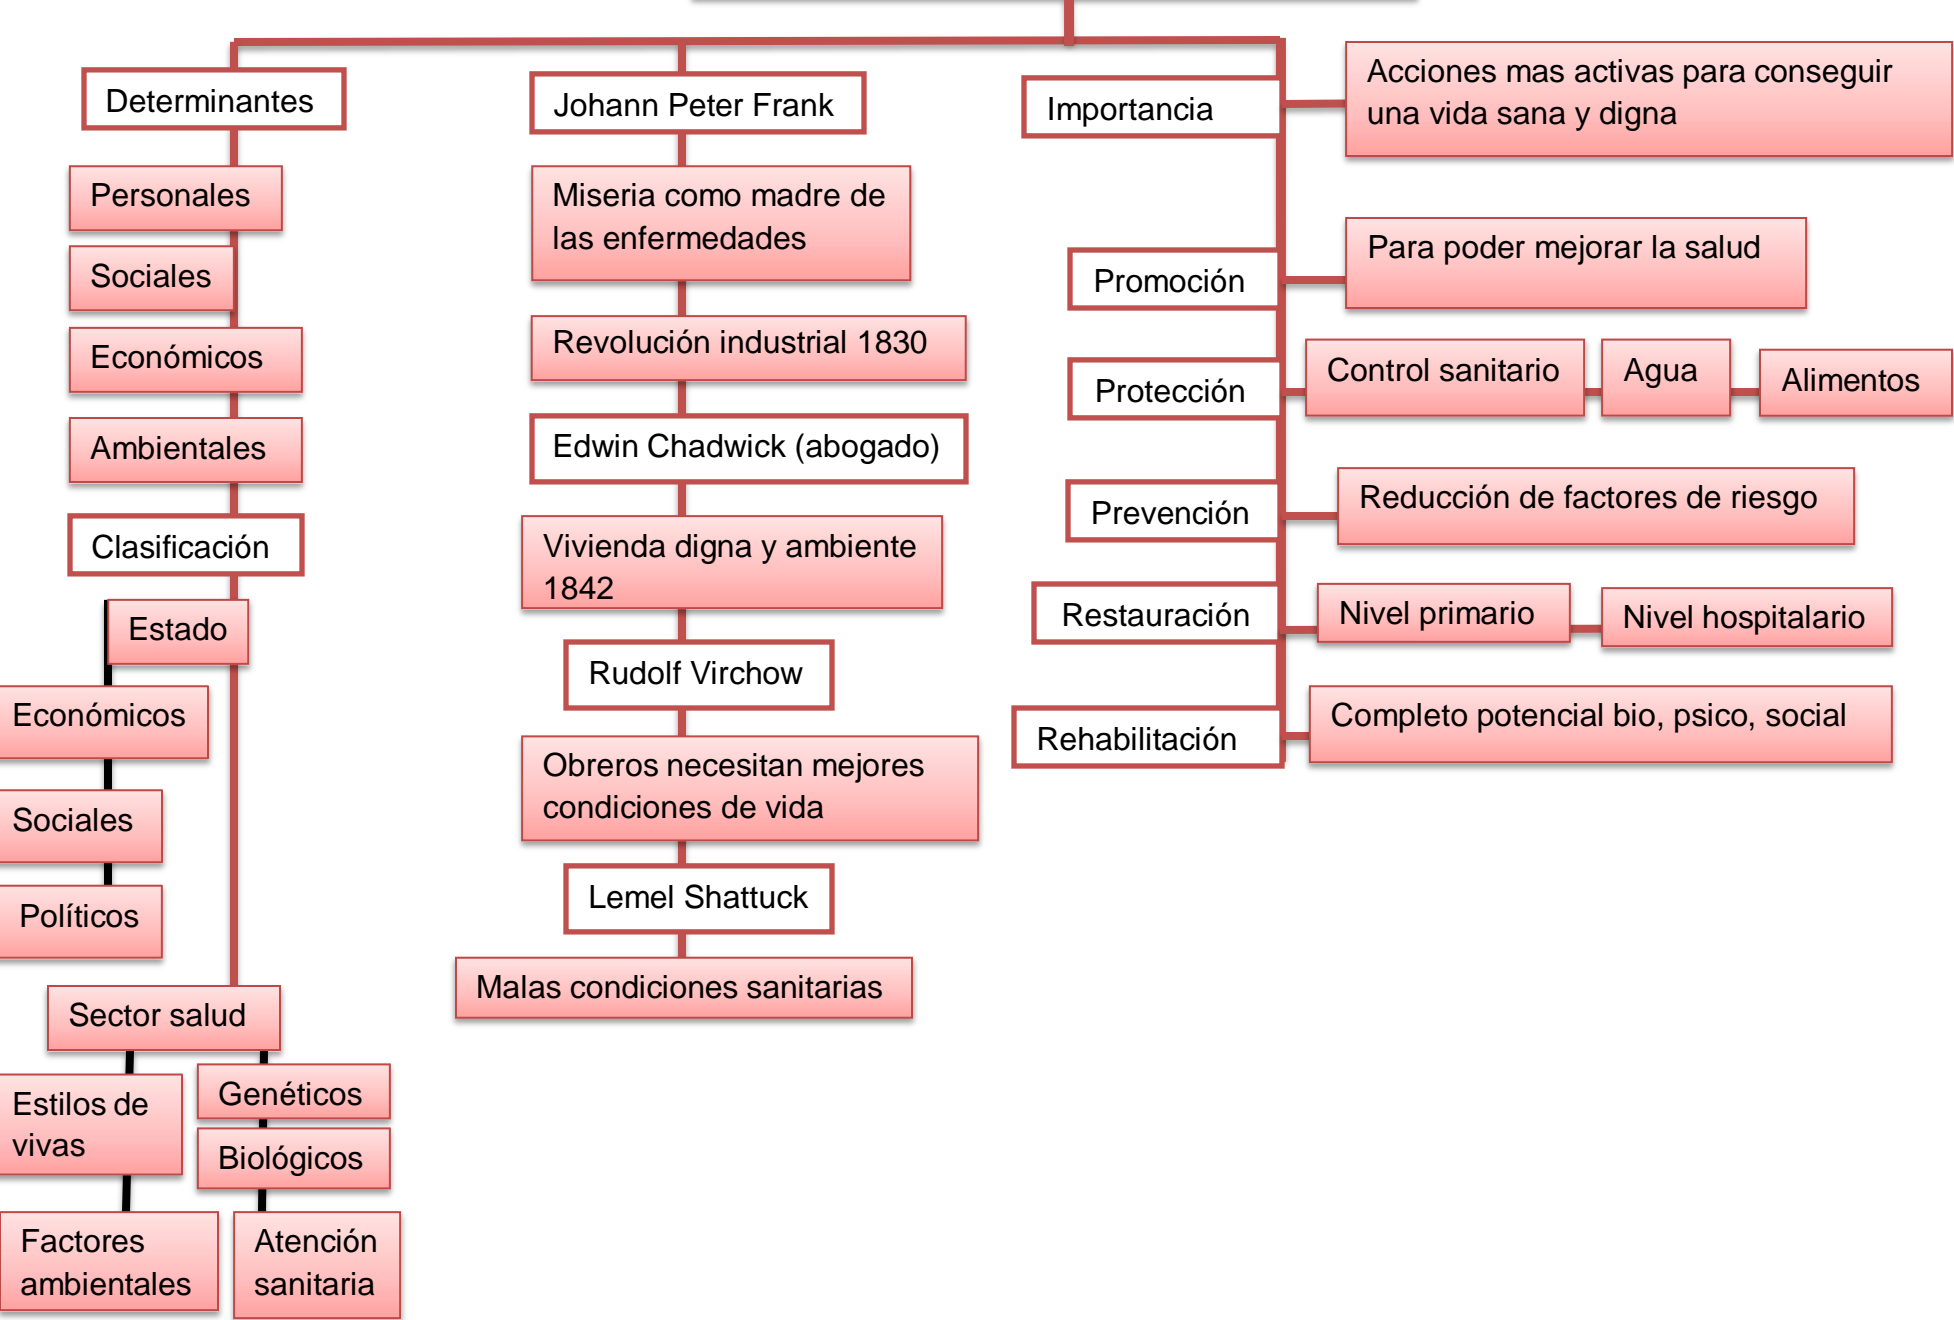 Determinantes
Personales
Sociales
Económicos
Ambientales
Clasificación
Estado
Económicos
Sociales
Políticos
Sector salud
Estilos de
vivas
Factores
ambientales
Genéticos
Biológicos
Atención
sanitaria
Johann Peter Frank
Miseria como madre de
las enfermedades
Revolución industrial 1830
Edwin Chadwick (abogado)
Vivienda digna y ambiente
1842
Rudolf Virchow
Obreros necesitan mejores
condiciones de vida
Lemel Shattuck
Malas condiciones sanitarias
Importancia
Acciones mas activas para conseguir
una vida sana y digna
Promoción
Para poder mejorar la salud
Protección
Control sanitario
Agua
Alimentos
Prevención
Reducción de factores de riesgo
Restauración
Nivel primario
Nivel hospitalario
Rehabilitación
Completo potencial bio, psico, social